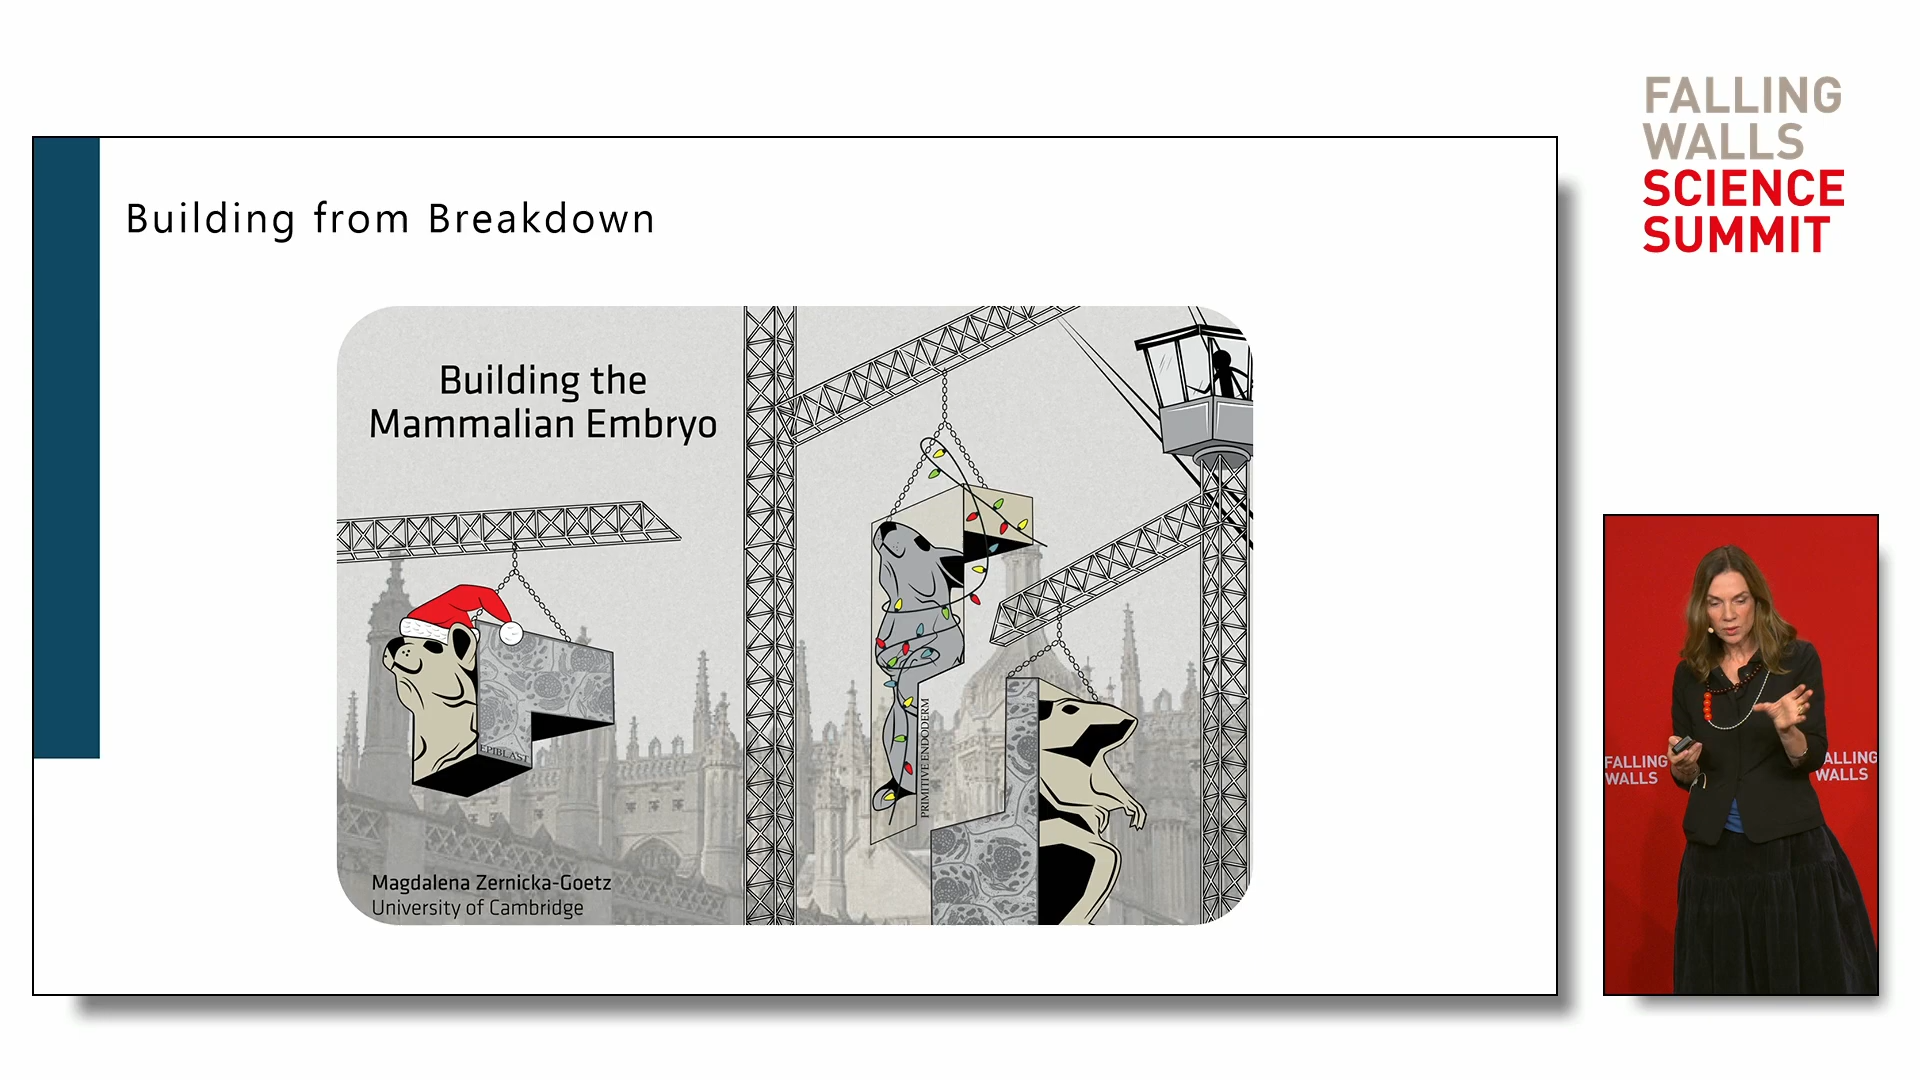 FALLING
WALLS
SCIENCE
SUMMIT
Building from Breakdown
Building the
Mammalian Embryo
EPIBLAST
PRIMITIVE ENDODERM
Magdalena Zernicka-Goetz
University of Cambridge
FALLING
WALLS
ALLING
WALLS